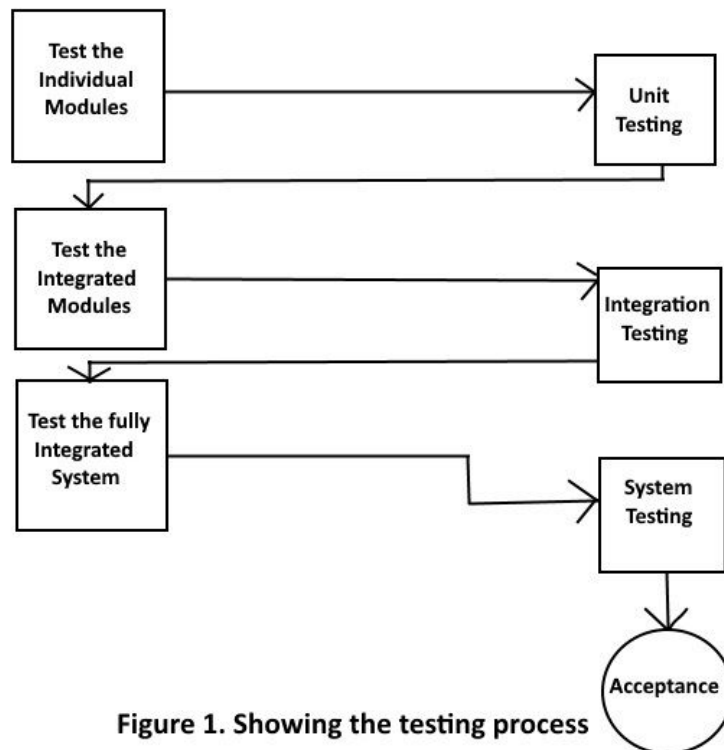 Test the
Individual
Modules
Unit
Testing
Test the
Integrated
Modules
Integration
Testing
Test the fully
Integrated
System
System
Testing
Acceptance
Figure 1. Showing the testing process